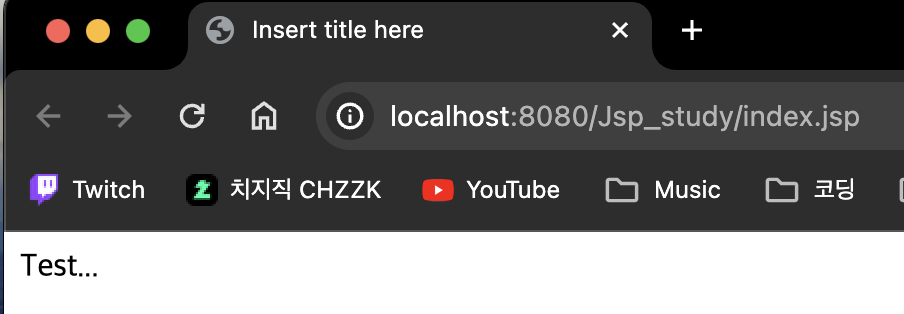 Insert title here
localhost:8080/Jsp_study/index.jsp
Twitch 치지직 CHZZK YouTube Music 코딩
Test...